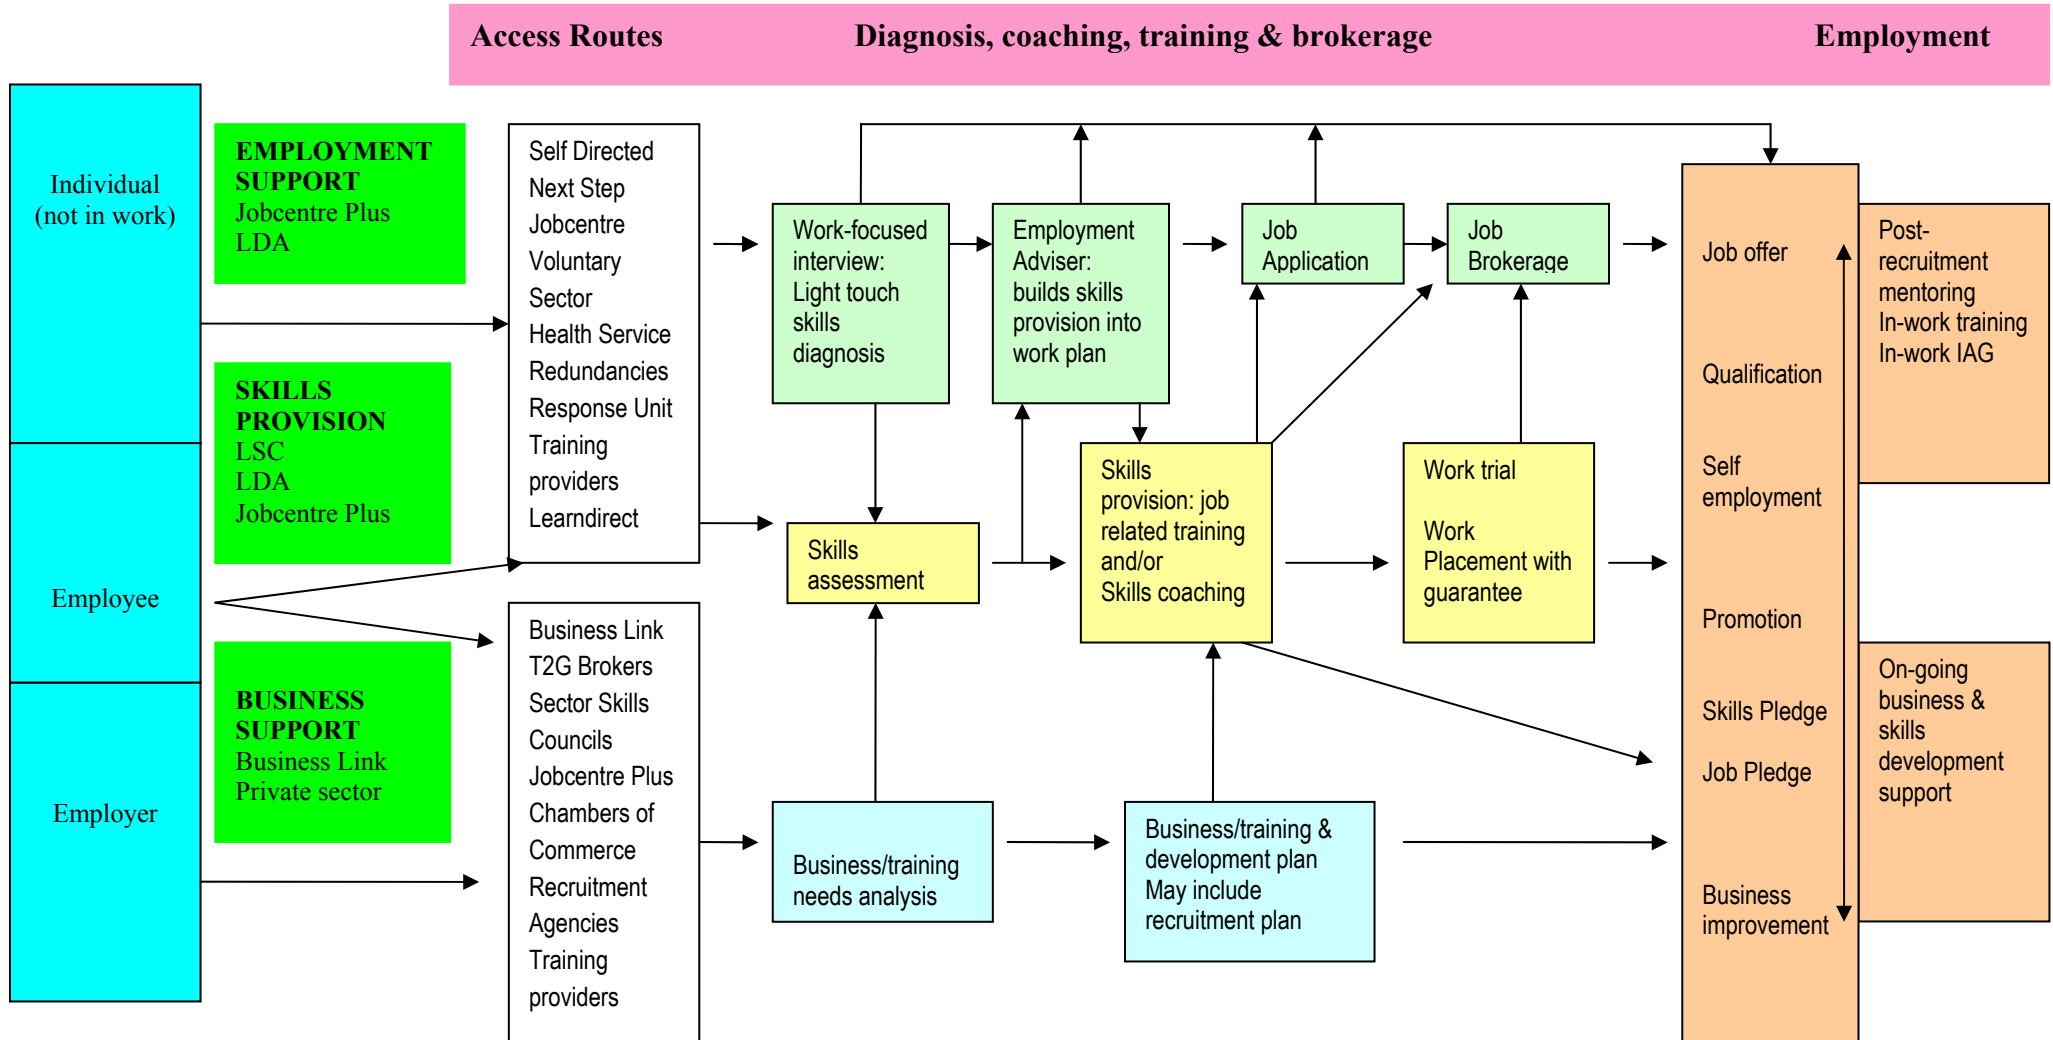 Access Routes
Diagnosis, coaching, training & brokerage
Employment
Individual
(not in work)
Employee
Employer
EMPLOYMENT
SUPPORT
Jobcentre Plus
LDA
SKILLS
PROVISION
LSC
LDA
Jobcentre Plus
BUSINESS
SUPPORT
Business Link
Private sector
Self Directed
Next Step
Jobcentre
Voluntary
Sector
Health Service
Redundancies
Response Unit
Training
providers
Learndirect
Business Link
T2G Brokers
Sector Skills
Councils
Jobcentre Plus
Chambers of
Commerce
Recruitment
Agencies
Training
providers
Work-focused
interview:
Light touch
skills
diagnosis
Employment
Adviser:
builds skills
provision into
work plan
Job
Application
Job
Brokerage
Skills
assessment
Skills
provision: job
related training
and/or
Skills coaching
Work trial
Work
Placement with
guarantee
Business/training
needs analysis
Business/training &
development plan
May include
recruitment plan
Job offer
Qualification
Self
employment
Promotion
Skills Pledge
Job Pledge
Business
improvement
Post-
recruitment
mentoring
In-work training
In-work IAG
On-going
business &
skills
development
support